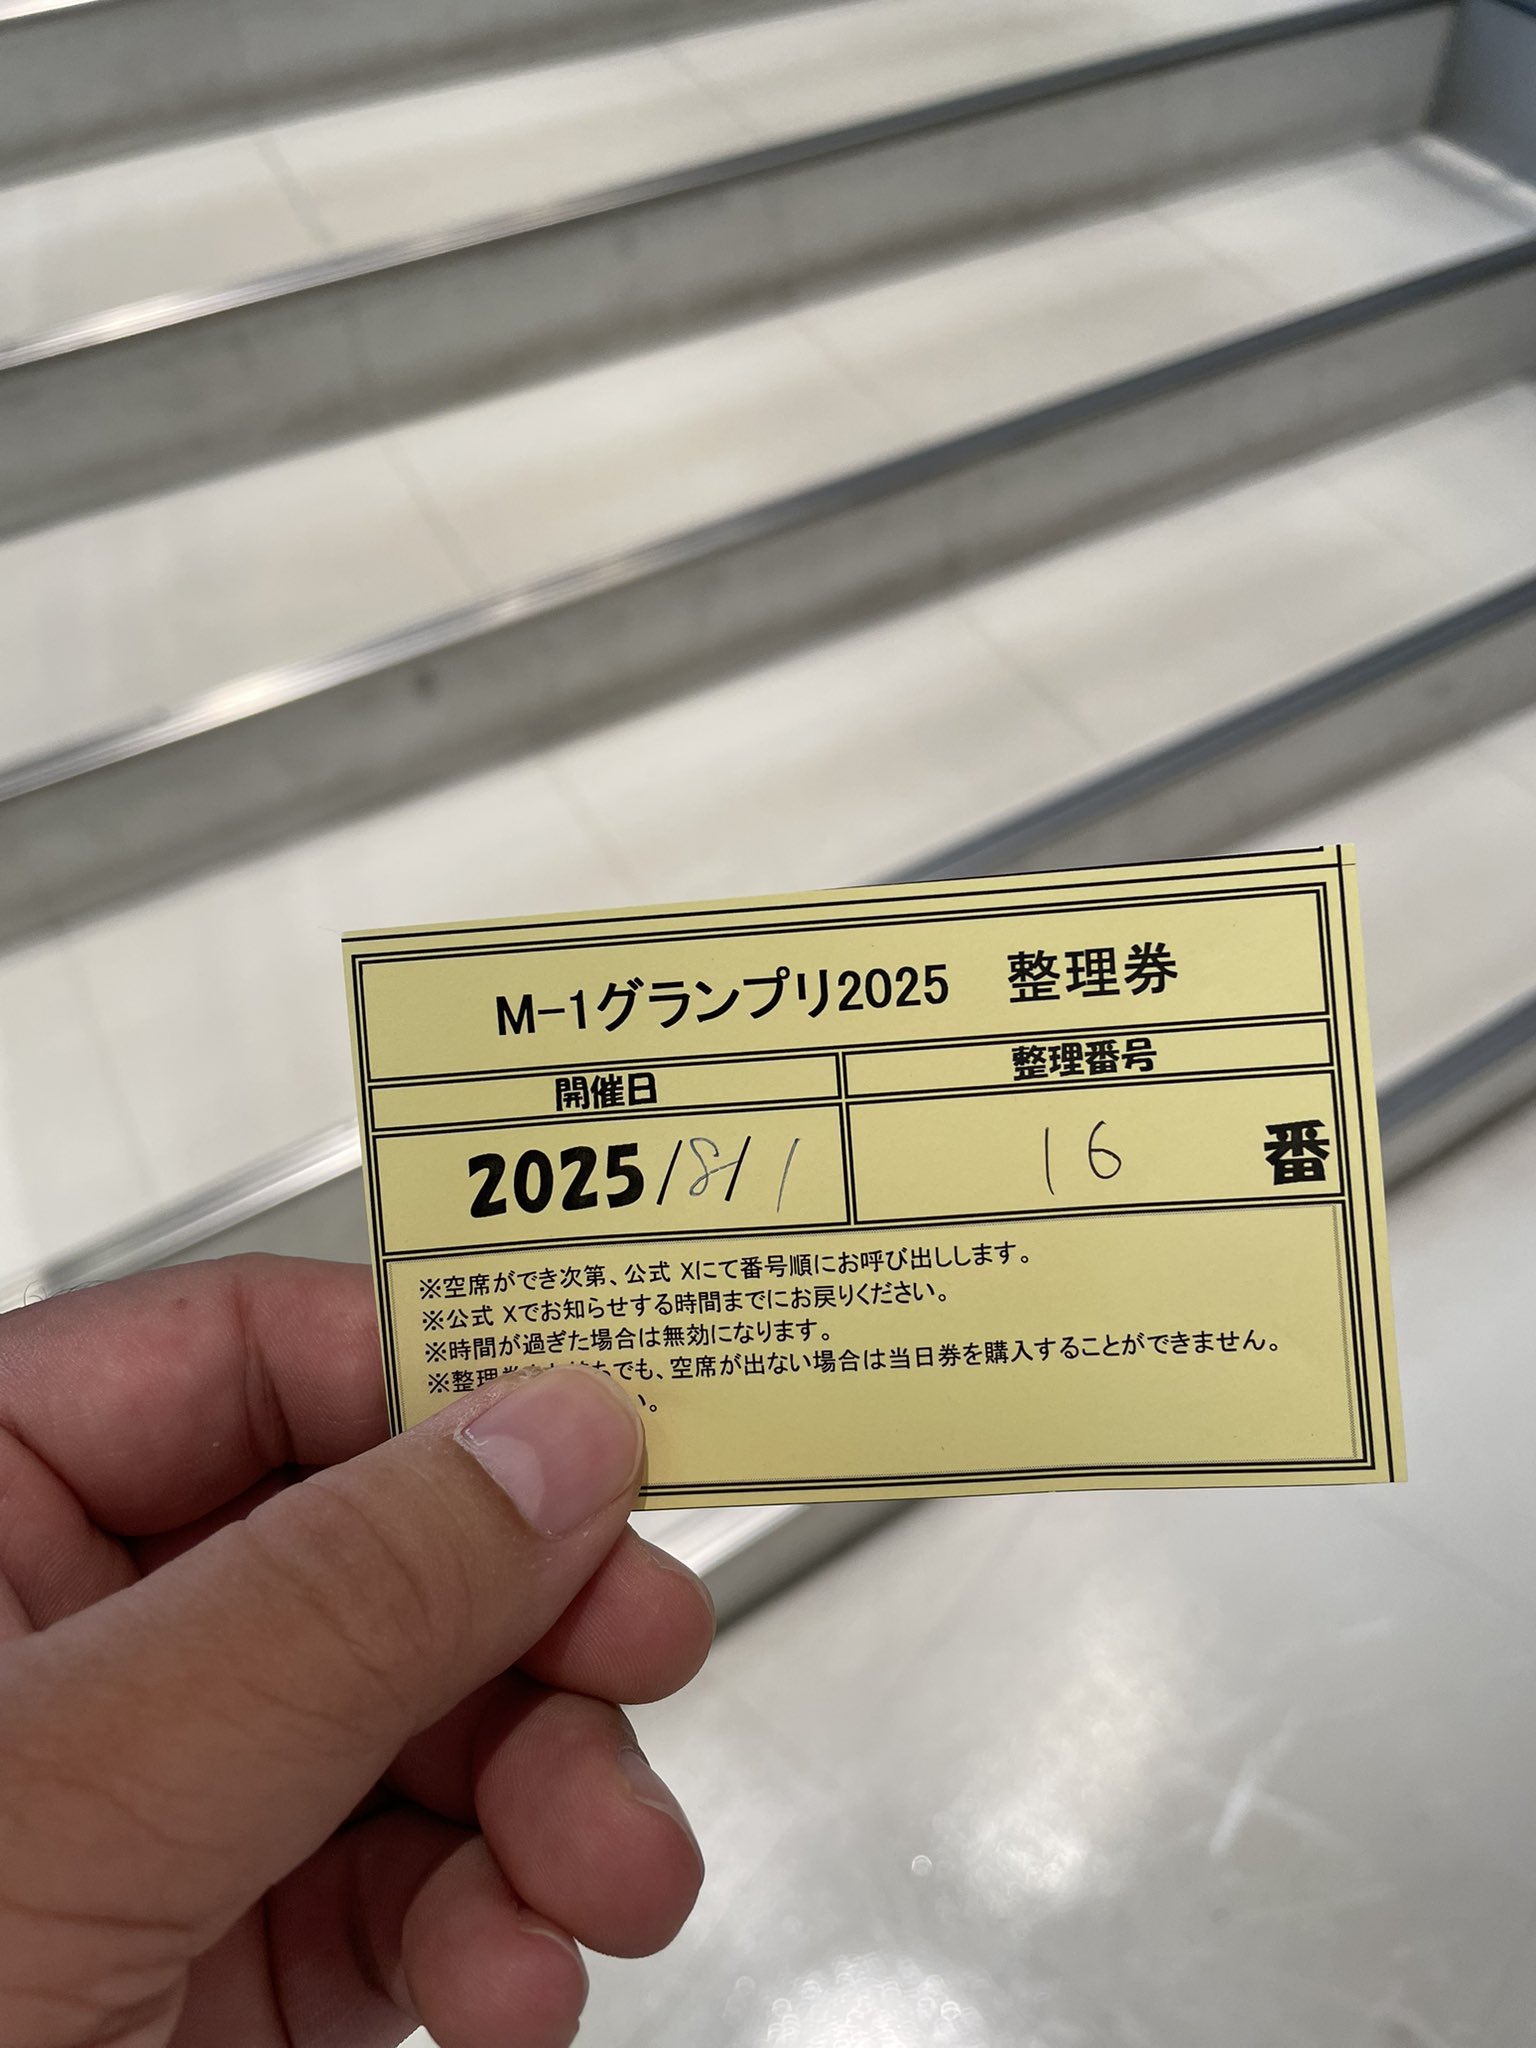 M-1グランプリ2025 整理券
開催日
整理番号
2025/8/1
16 番
※空席ができ次第、公式 Xにて番号順にお呼び出しします。
※公式 Xでお知らせする時間までにお戻りください。
※時間が過ぎた場合は無効になります。
※整理券 でも、空席が出ない場合は当日券を購入することができません。
い。